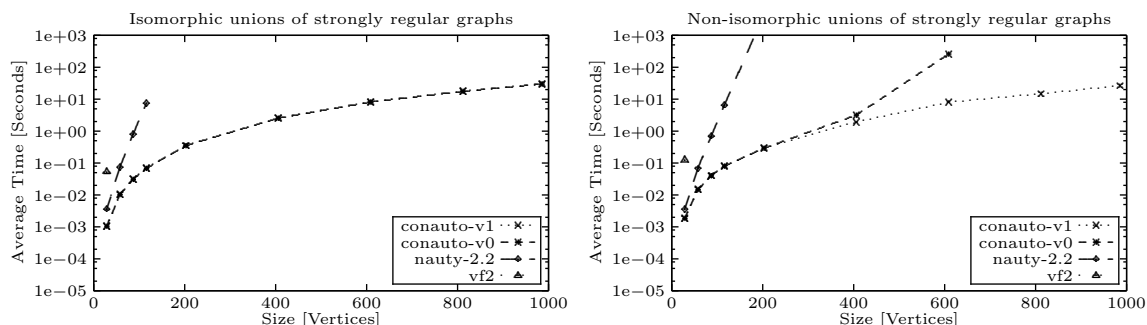 Isomorphic unions of strongly regular graphs
Average Time [Seconds]
1e+03
1e+02
1e+01
1e+00
1e−01
1e−02
1e−03
1e−04
1e−05
0
200
400
600
800
1000
Size [Vertices]
conauto-v1
conauto-v0
nauty-2.2
vf2
Non-isomorphic unions of strongly regular graphs
Average Time [Seconds]
1e+03
1e+02
1e+01
1e+00
1e−01
1e−02
1e−03
1e−04
1e−05
0
200
400
600
800
1000
Size [Vertices]
conauto-v1
conauto-v0
nauty-2.2
vf2